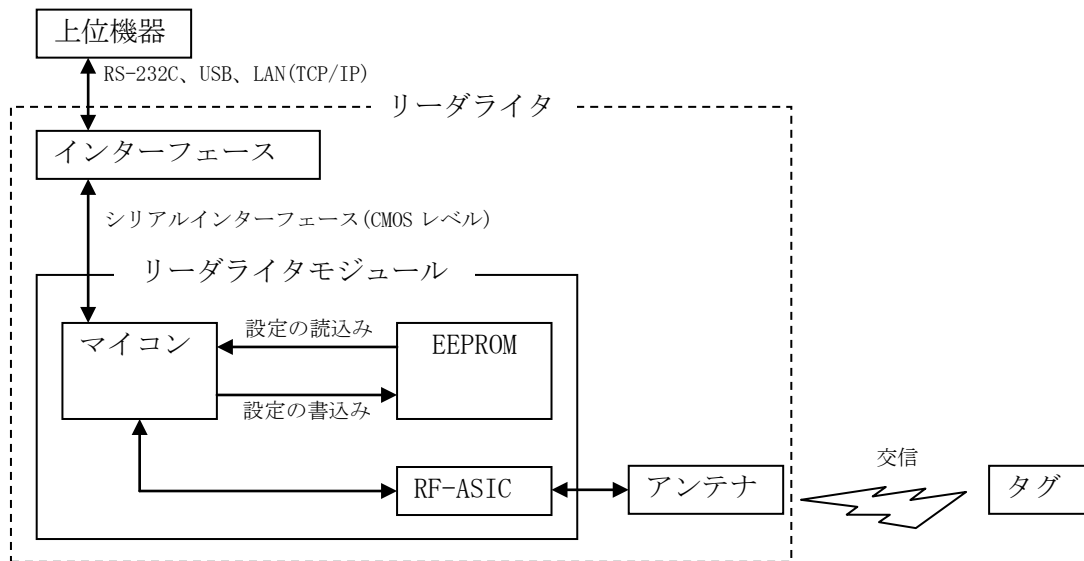 上位機器
RS-232C、USB、LAN(TCP/IP)
リーダライタ
インターフェース
シリアルインターフェース(CMOS レベル)
リーダライタモジュール
マイコン
設定の読込み
EEPROM
設定の書込み
RF-ASIC
アンテナ
交信
タグ